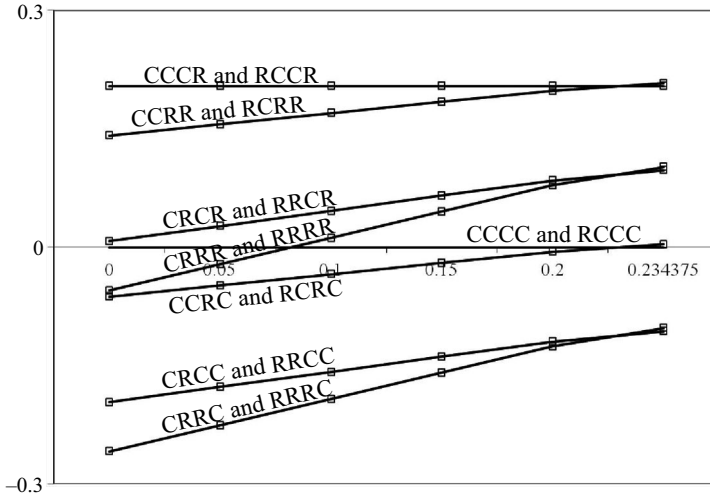 0.3
CCCR and RCCR
CCRR and RCRR
CRCR and RRCR
CRRR and RRRR
CCCC and RCCC
0
0 0.05 0.1 0.15 0.2 0.234375
CCRC and RCRC
CRCC and RRCC
CRRC and RRRC
–0.3